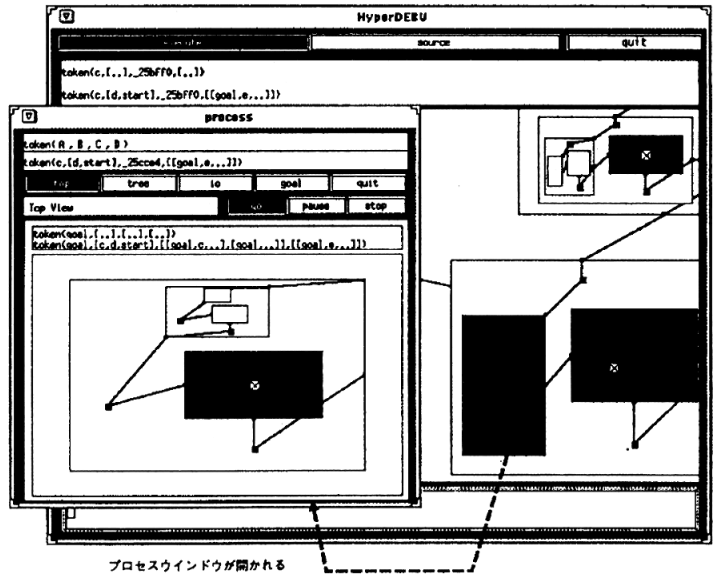 HyperDEBU
execute source quit
token(c,[..],_25bff0,[..])
token(c,[d,start],_25bff0,[[goal,e,..]])
process
token( A , B , C , D )
token(c,[d,start],_25cce4,[[goal,e,..]])
top tree io goal quit
Top View go pause stop
token(goal,[..],[..],[..])
token(goal,[c,d,start],[[goal,c,..],[goal,..]],[[goal,e,..]])
プロセスウインドウが開かれる